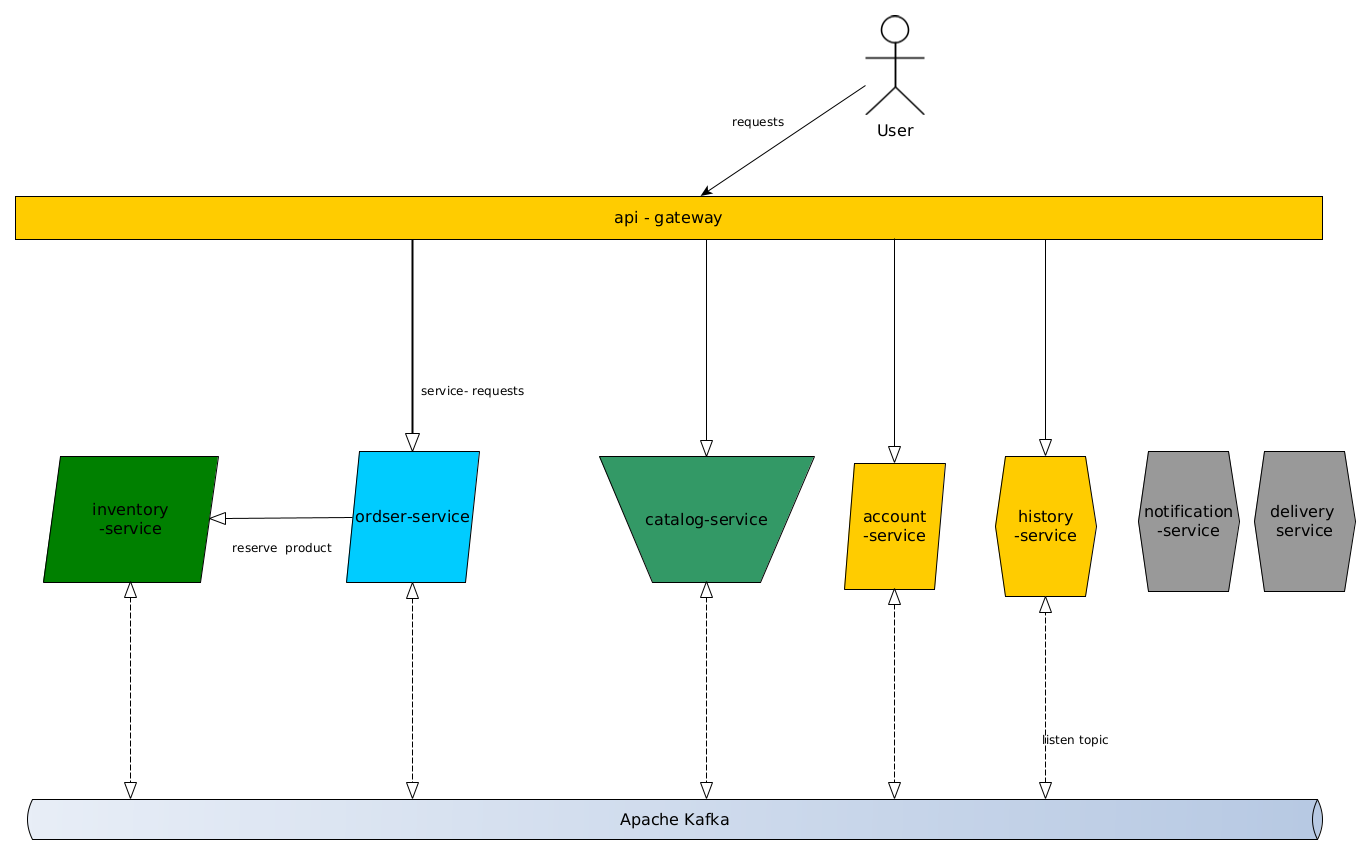 requests
User
api - gateway
service- requests
inventory
-service
reserve  product
ordser-service
catalog-service
account
-service
history
-service
notification
-service
delivery
service
listen topic
Apache Kafka